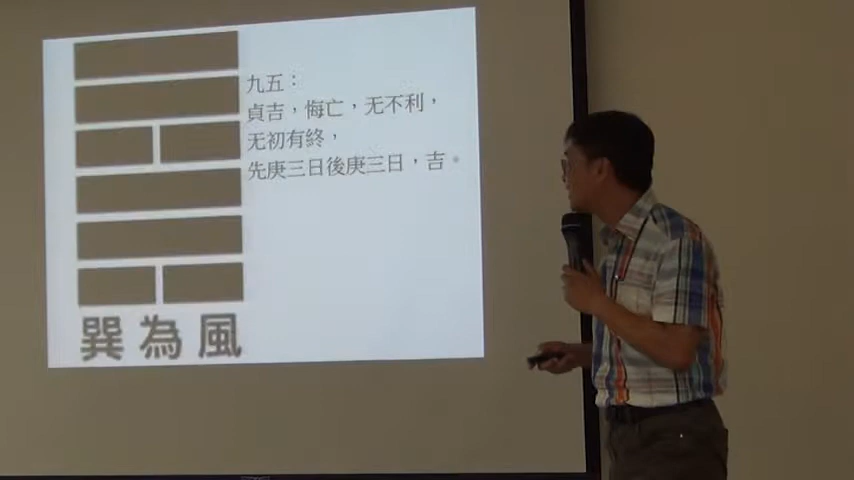 九五：
貞吉，悔亡，无不利，
无初有終，
先庚三日後庚三日，吉。
巽為風